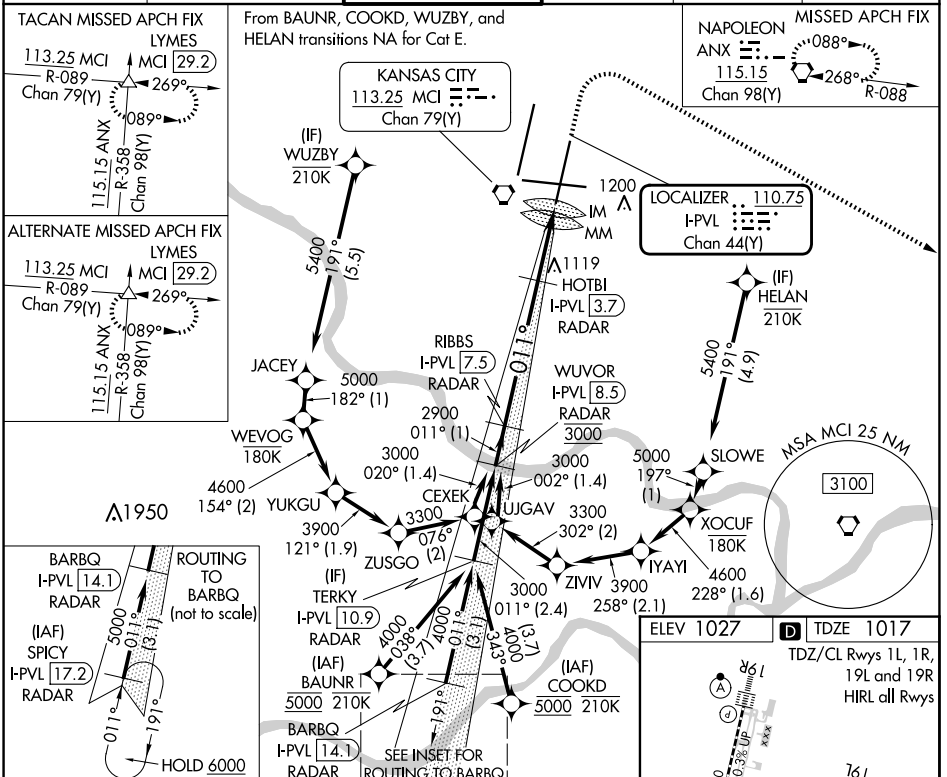 TACAN MISSED APCH FIX
LYMES
113.25 MCI
MCI 29.2
R-089
Chan 79(Y)
269°
089°
115.15 ANX
R-358
Chan 98(Y)
ALTERNATE MISSED APCH FIX
LYMES
113.25 MCI
MCI 29.2
R-089
Chan 79(Y)
269°
089°
115.15 ANX
R-358
Chan 98(Y)
From BAUNR, COOKD, WUZBY, and
HELAN transitions NA for Cat E.
KANSAS CITY
113.25 MCI
Chan 79(Y)
MISSED APCH FIX
NAPOLEON
ANX
115.15
Chan 98(Y)
088°
268°
R-088
(IF)
WUZBY
210K
5400
191°
(5.5)
1200
IM
MM
LOCALIZER 110.75
I-PVL
Chan 44(Y)
1119
HOTBI
I-PVL 3.7
RADAR
(IF)
HELAN
210K
5400
191°
(4.9)
RIBBS
I-PVL 7.5
RADAR
011°
WUVOR
I-PVL 8.5
RADAR
3000
JACEY
5000
182° (1)
WEVOG
180K
2900
011° (1)
3000
020° (1.4)
3000
002° (1.4)
4600
154° (2)
YUKGU
CEXEK
UJGAV
5000
197°
(1)
SLOWE
XOCUF
180K
MSA MCI 25 NM
3100
1950
3900
121° (1.9)
ZUSGO
3300
076°
(2)
3300
302° (2)
ZIVIV
IYAYI
3900
258° (2.1)
4600
228° (1.6)
3000
011° (2.4)
(IF)
TERKY
I-PVL 10.9
RADAR
4000
038°
(3.7)
4000
011°
(3.1)
(3.7)
4000
343°
(IAF)
BAUNR
5000 210K
(IAF)
COOKD
5000 210K
191°
BARBQ
I-PVL 14.1
RADAR
SEE INSET FOR
ROUTING TO BARBQ
BARBQ
I-PVL 14.1
RADAR
ROUTING
TO
BARBQ
(not to scale)
5000
011°
(3.1)
(IAF)
SPICY
I-PVL 17.2
RADAR
011°
191°
HOLD 6000
ELEV 1027
D
TDZE 1017
TDZ/CL Rwys 1L, 1R,
19L and 19R
HIRL all Rwys
19R
A
P
0.3% UP
XXX
19L